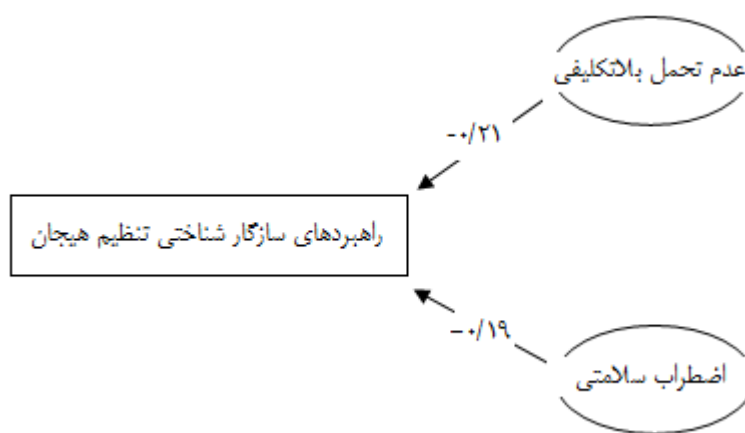 عدم تحمل بلاتکلیفی
-۰/۲۱
راهبردهای سازگار شناختی تنظیم هیجان
-۰/۱۹
اضطراب سلامتی